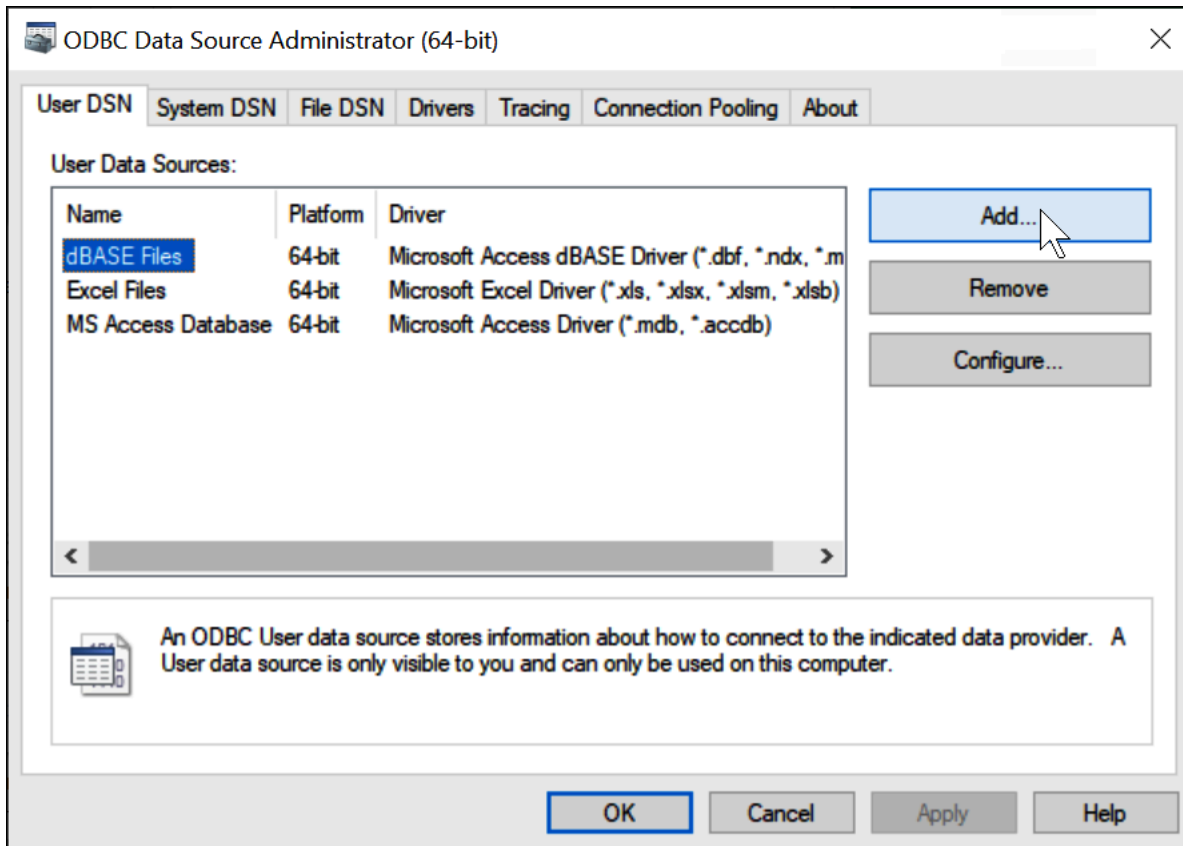 ODBC Data Source Administrator (64-bit)
User DSN System DSN File DSN Drivers Tracing Connection Pooling About
User Data Sources:
Name Platform Driver
dBASE Files 64-bit Microsoft Access dBASE Driver (*.dbf, *.ndx, *.m
Excel Files 64-bit Microsoft Excel Driver (*.xls, *.xlsx, *.xlsm, *.xlsb)
MS Access Database 64-bit Microsoft Access Driver (*.mdb, *.accdb)
Add...
Remove
Configure...
An ODBC User data source stores information about how to connect to the indicated data provider. A
User data source is only visible to you and can only be used on this computer.
OK Cancel Apply Help